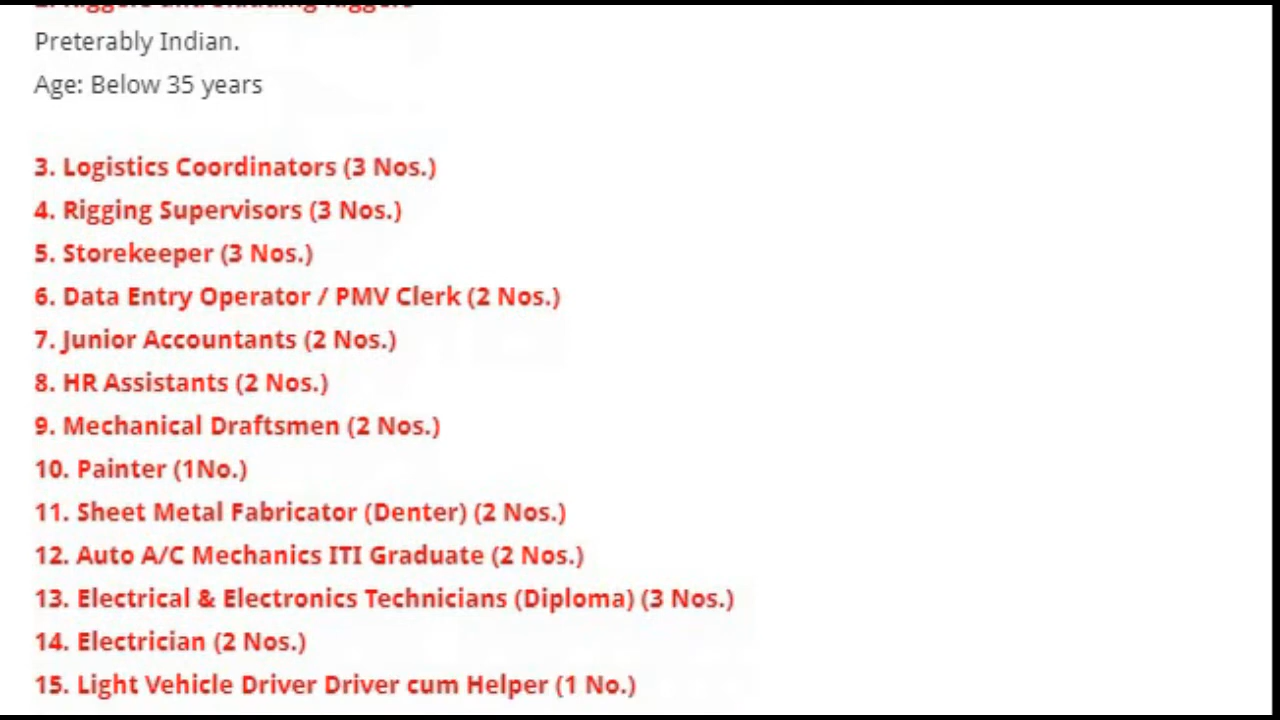 Preterably Indian.
Age: Below 35 years
3. Logistics Coordinators (3 Nos.)
4. Rigging Supervisors (3 Nos.)
5. Storekeeper (3 Nos.)
6. Data Entry Operator / PMV Clerk (2 Nos.)
7. Junior Accountants (2 Nos.)
8. HR Assistants (2 Nos.)
9. Mechanical Draftsmen (2 Nos.)
10. Painter (1No.)
11. Sheet Metal Fabricator (Denter) (2 Nos.)
12. Auto A/C Mechanics ITI Graduate (2 Nos.)
13. Electrical & Electronics Technicians (Diploma) (3 Nos.)
14. Electrician (2 Nos.)
15. Light Vehicle Driver Driver cum Helper (1 No.)